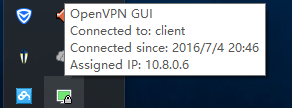 OpenVPN GUI
Connected to: client
Connected since: 2016/7/4 20:46
Assigned IP: 10.8.0.6